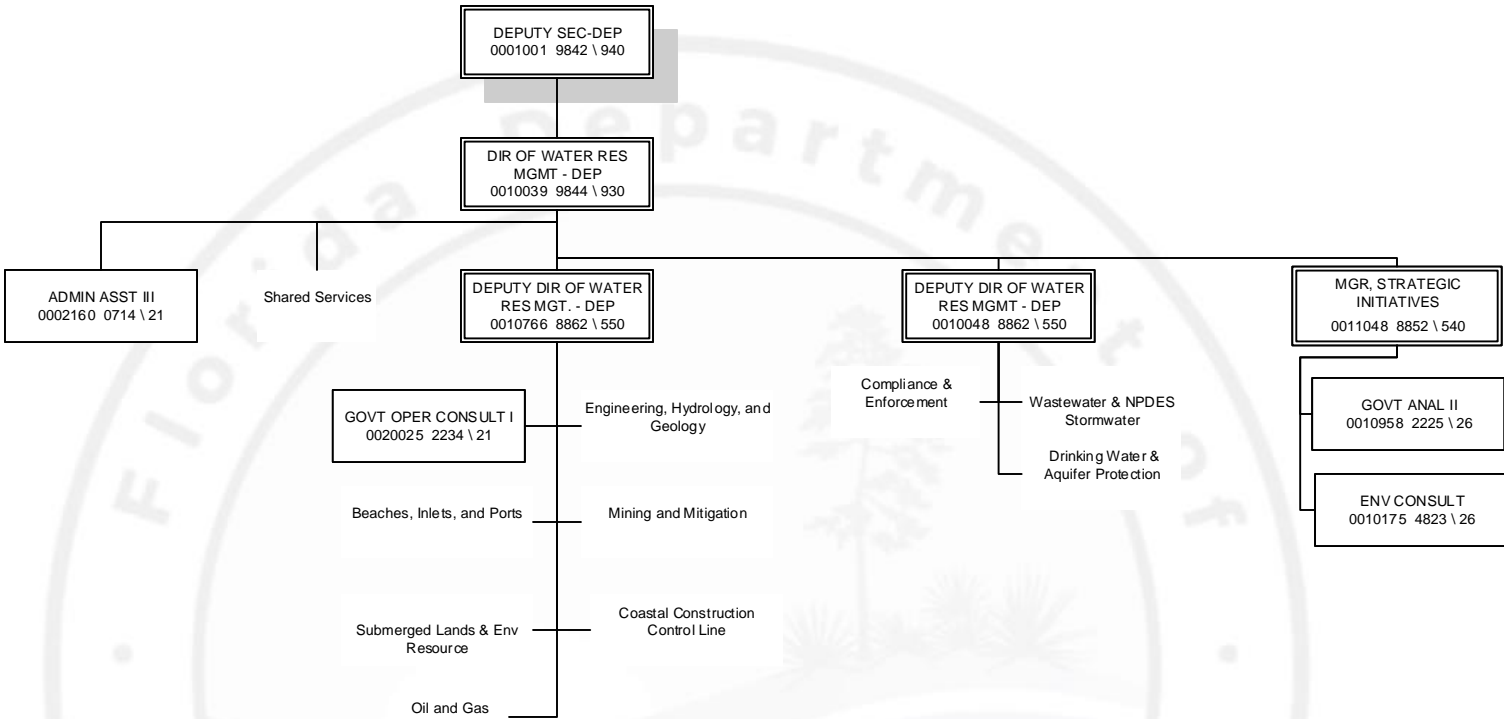 DEPUTY SEC-DEP
0001001 9842 \ 940
DIR OF WATER RES
MGMT - DEP
0010039 9844 \ 930
ADMIN ASST III
0002160 0714 \ 21
Shared Services
DEPUTY DIR OF WATER
RES MGT. - DEP
0010766 8862 \ 550
DEPUTY DIR OF WATER
RES MGMT - DEP
0010048 8862 \ 550
MGR, STRATEGIC
INITIATIVES
0011048 8852 \ 540
GOVT OPER CONSULT I
0020025 2234 \ 21
Engineering, Hydrology, and
Geology
Beaches, Inlets, and Ports
Mining and Mitigation
Submerged Lands & Env
Resource
Coastal Construction
Control Line
Oil and Gas
Compliance &
Enforcement
Wastewater & NPDES
Stormwater
Drinking Water &
Aquifer Protection
GOVT ANAL II
0010958 2225 \ 26
ENV CONSULT
0010175 4823 \ 26
Florida Department of